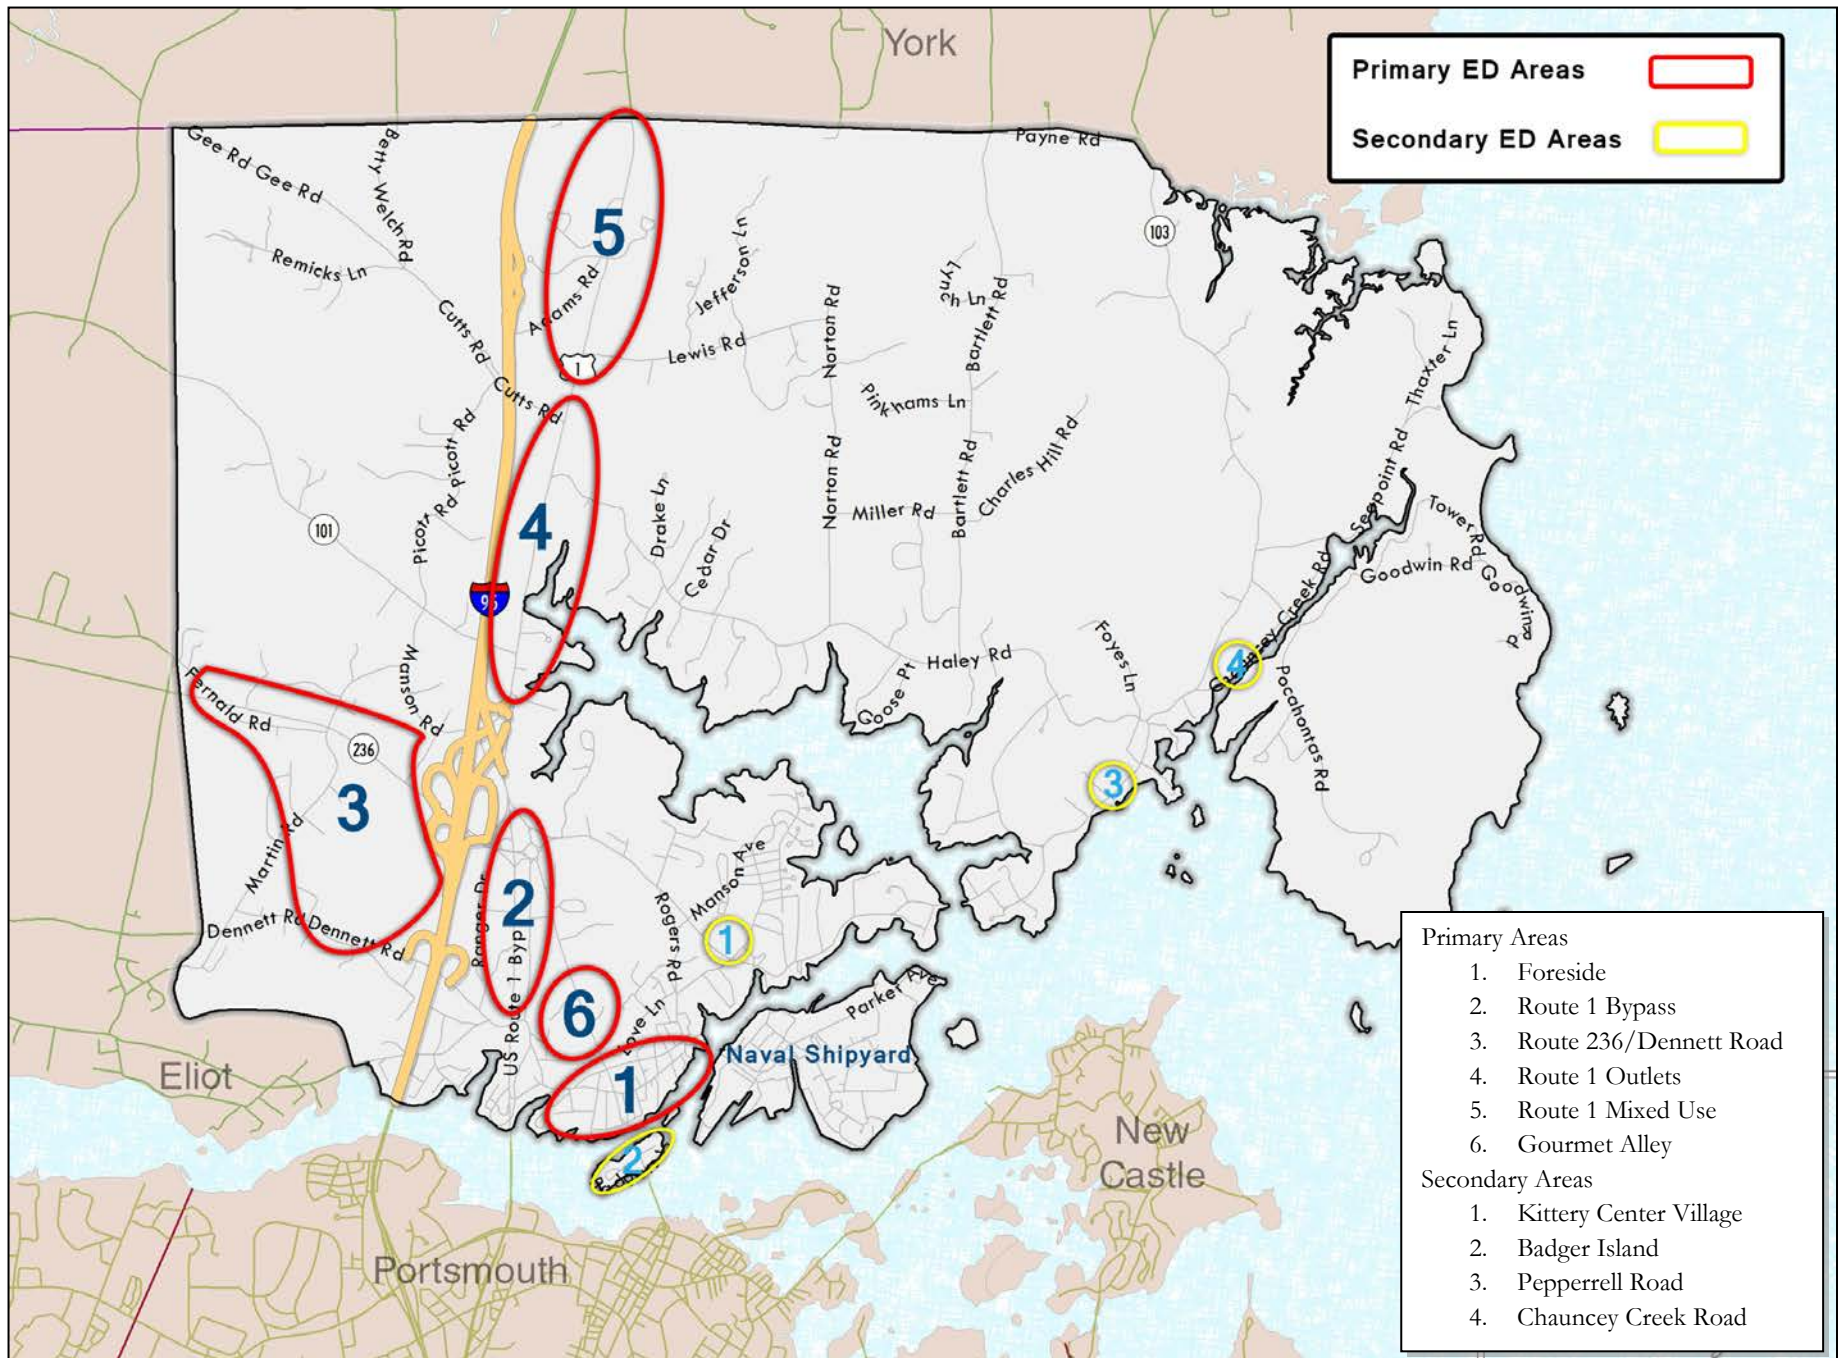 York
Primary ED Areas
Secondary ED Areas
Payne Rd
Gee Rd Gee Rd
Betty Welch Rd
Remicks Ln
5
103
Jefferson Ln
Adams Rd
Lynch Ln
Bartlett Rd
Norton Rd
Cutts Rd
Lewis Rd
1
Thaxter Ln
Cutts Rd
Pinkhams Ln
Picott Rd
Norton Rd
Bartlett Rd
Charles Hill Rd
Seapoint Rd
101
Picott Rd
4
Drake Ln
Cedar Dr
Miller Rd
Tower Rd
Goodwin Rd
Goodwin Rd
95
Chauncey Creek Rd
Manson Rd
Foyes Ln
Haley Rd
Goose Pt
4
Pocahontas Rd
Fernald Rd
236
3
3
Martin Rd
Manson Ave
2
Ranger Dr
Rogers Rd
1
Dennett Rd Dennett Rd
US Route 1 Byp
6
Love Ln
Parker Ave
Naval Shipyard
1
Eliot
2
New
Castle
Portsmouth
Primary Areas
1. Foreside
2. Route 1 Bypass
3. Route 236/Dennett Road
4. Route 1 Outlets
5. Route 1 Mixed Use
6. Gourmet Alley
Secondary Areas
1. Kittery Center Village
2. Badger Island
3. Pepperrell Road
4. Chauncey Creek Road